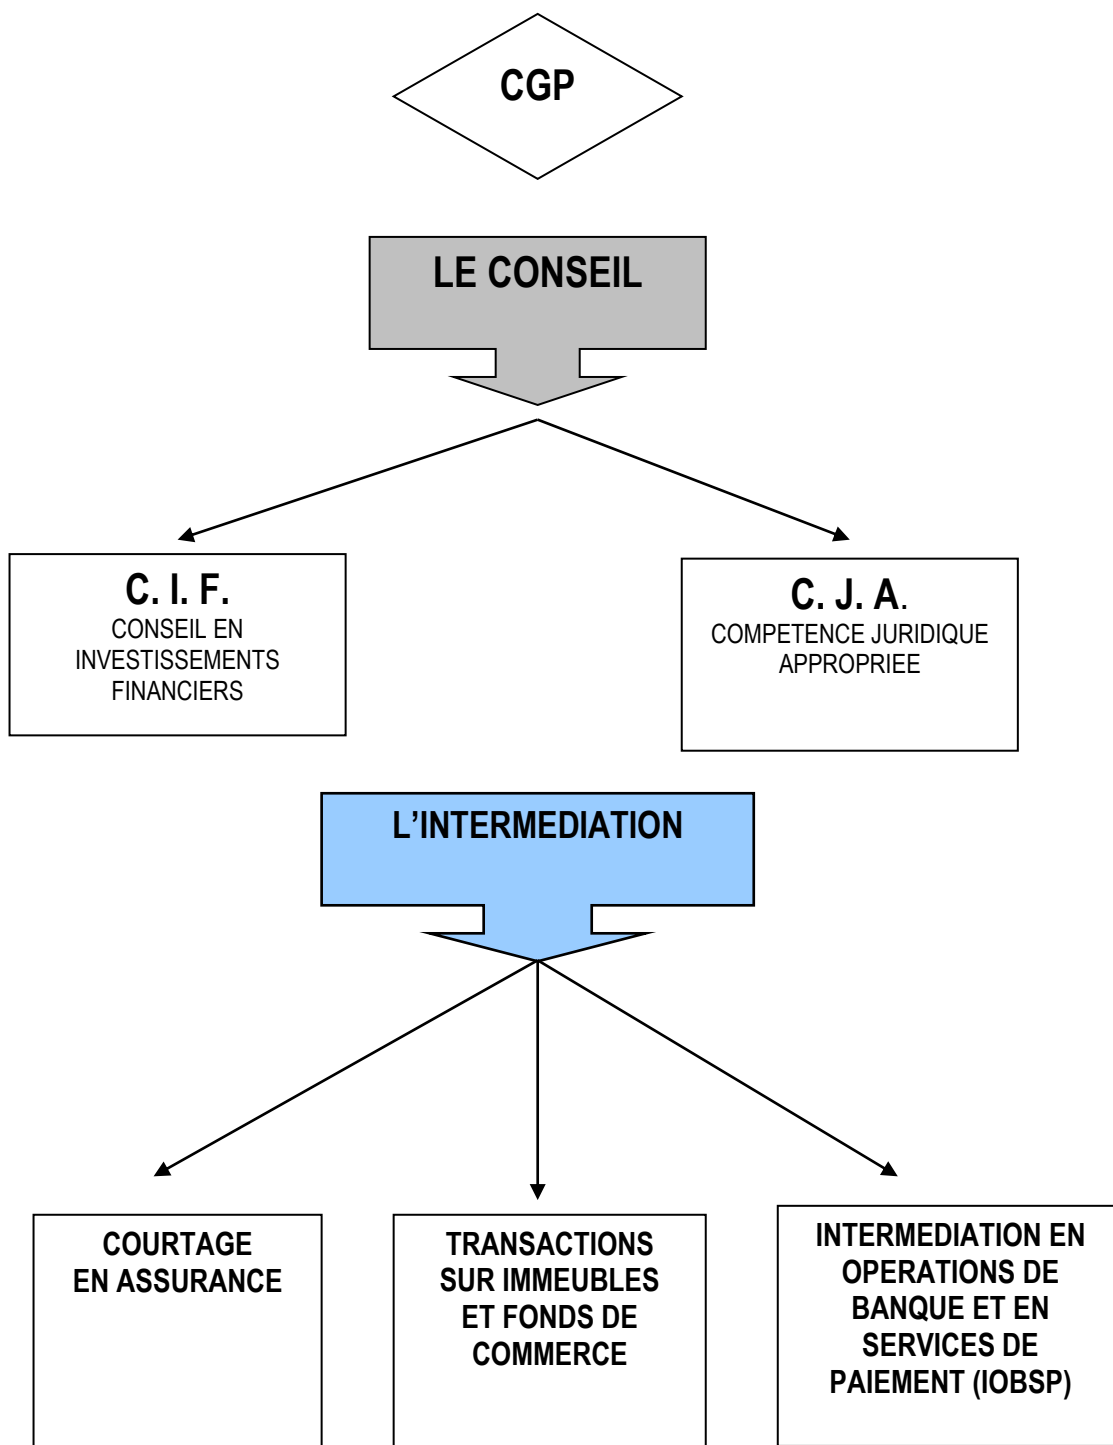 CGP
LE CONSEIL
C. I. F.
CONSEIL EN
INVESTISSEMENTS
FINANCIERS
C. J. A.
COMPETENCE JURIDIQUE
APPROPRIEE
L’INTERMEDIATION
COURTAGE
EN ASSURANCE
TRANSACTIONS
SUR IMMEUBLES
ET FONDS DE
COMMERCE
INTERMEDIATION EN
OPERATIONS DE
BANQUE ET EN
SERVICES DE
PAIEMENT (IOBSP)